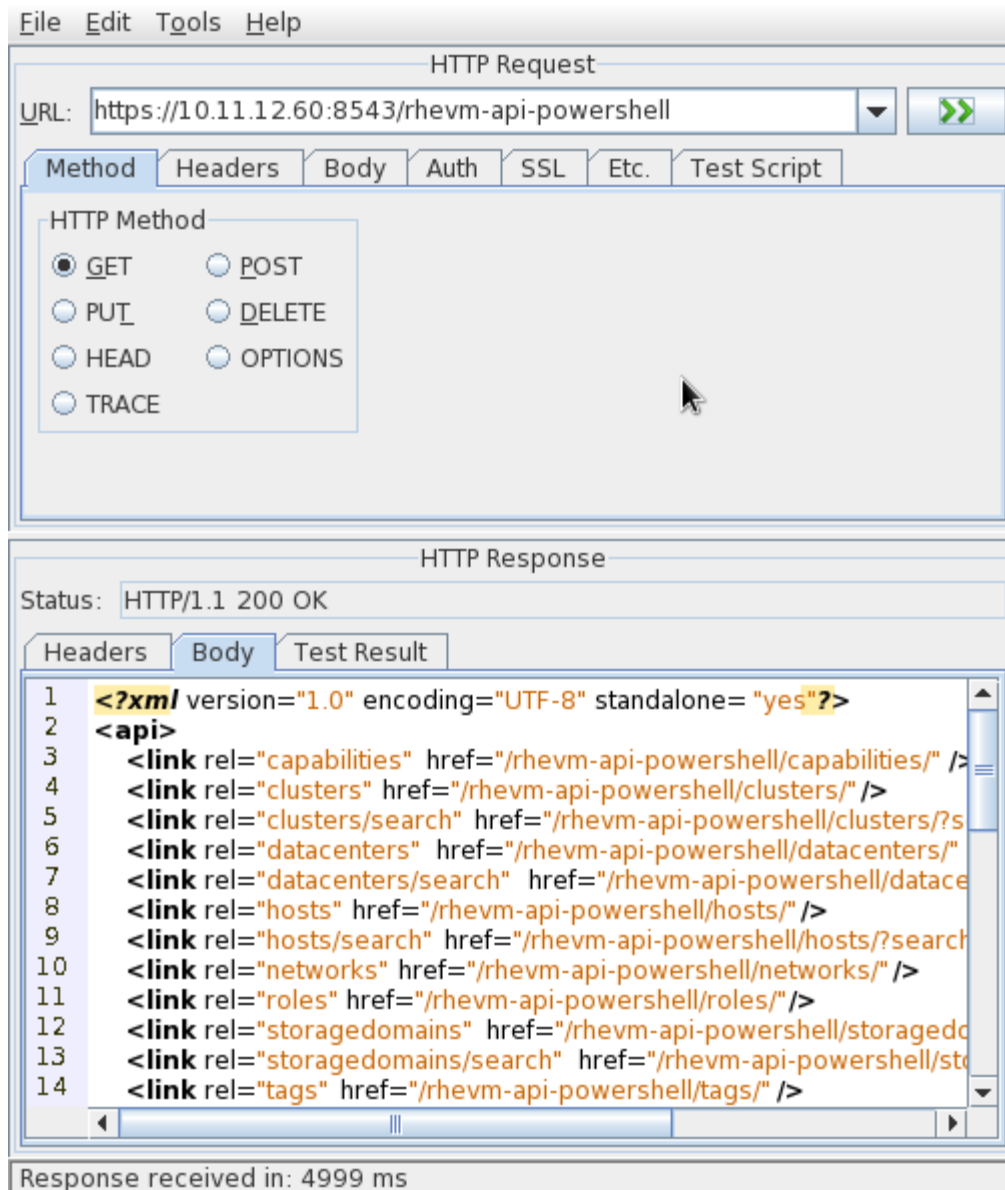 File Edit Tools Help
HTTP Request
URL: https://10.11.12.60:8543/rhevm-api-powershell
Method Headers Body Auth SSL Etc. Test Script
HTTP Method
GET POST
PUT DELETE
HEAD OPTIONS
TRACE
HTTP Response
Status: HTTP/1.1 200 OK
Headers Body Test Result
1 <?xml version="1.0" encoding="UTF-8" standalone= "yes"?>
2 <api>
3 <link rel="capabilities" href="/rhevm-api-powershell/capabilities/" />
4 <link rel="clusters" href="/rhevm-api-powershell/clusters/"/>
5 <link rel="clusters/search" href="/rhevm-api-powershell/clusters/?s
6 <link rel="datacenters" href="/rhevm-api-powershell/datacenters/"
7 <link rel="datacenters/search" href="/rhevm-api-powershell/datace
8 <link rel="hosts" href="/rhevm-api-powershell/hosts/"/>
9 <link rel="hosts/search" href="/rhevm-api-powershell/hosts/?search
10 <link rel="networks" href="/rhevm-api-powershell/networks/"/>
11 <link rel="roles" href="/rhevm-api-powershell/roles/"/>
12 <link rel="storagedomains" href="/rhevm-api-powershell/storagedo
13 <link rel="storagedomains/search" href="/rhevm-api-powershell/sto
14 <link rel="tags" href="/rhevm-api-powershell/tags/" />
Response received in: 4999 ms